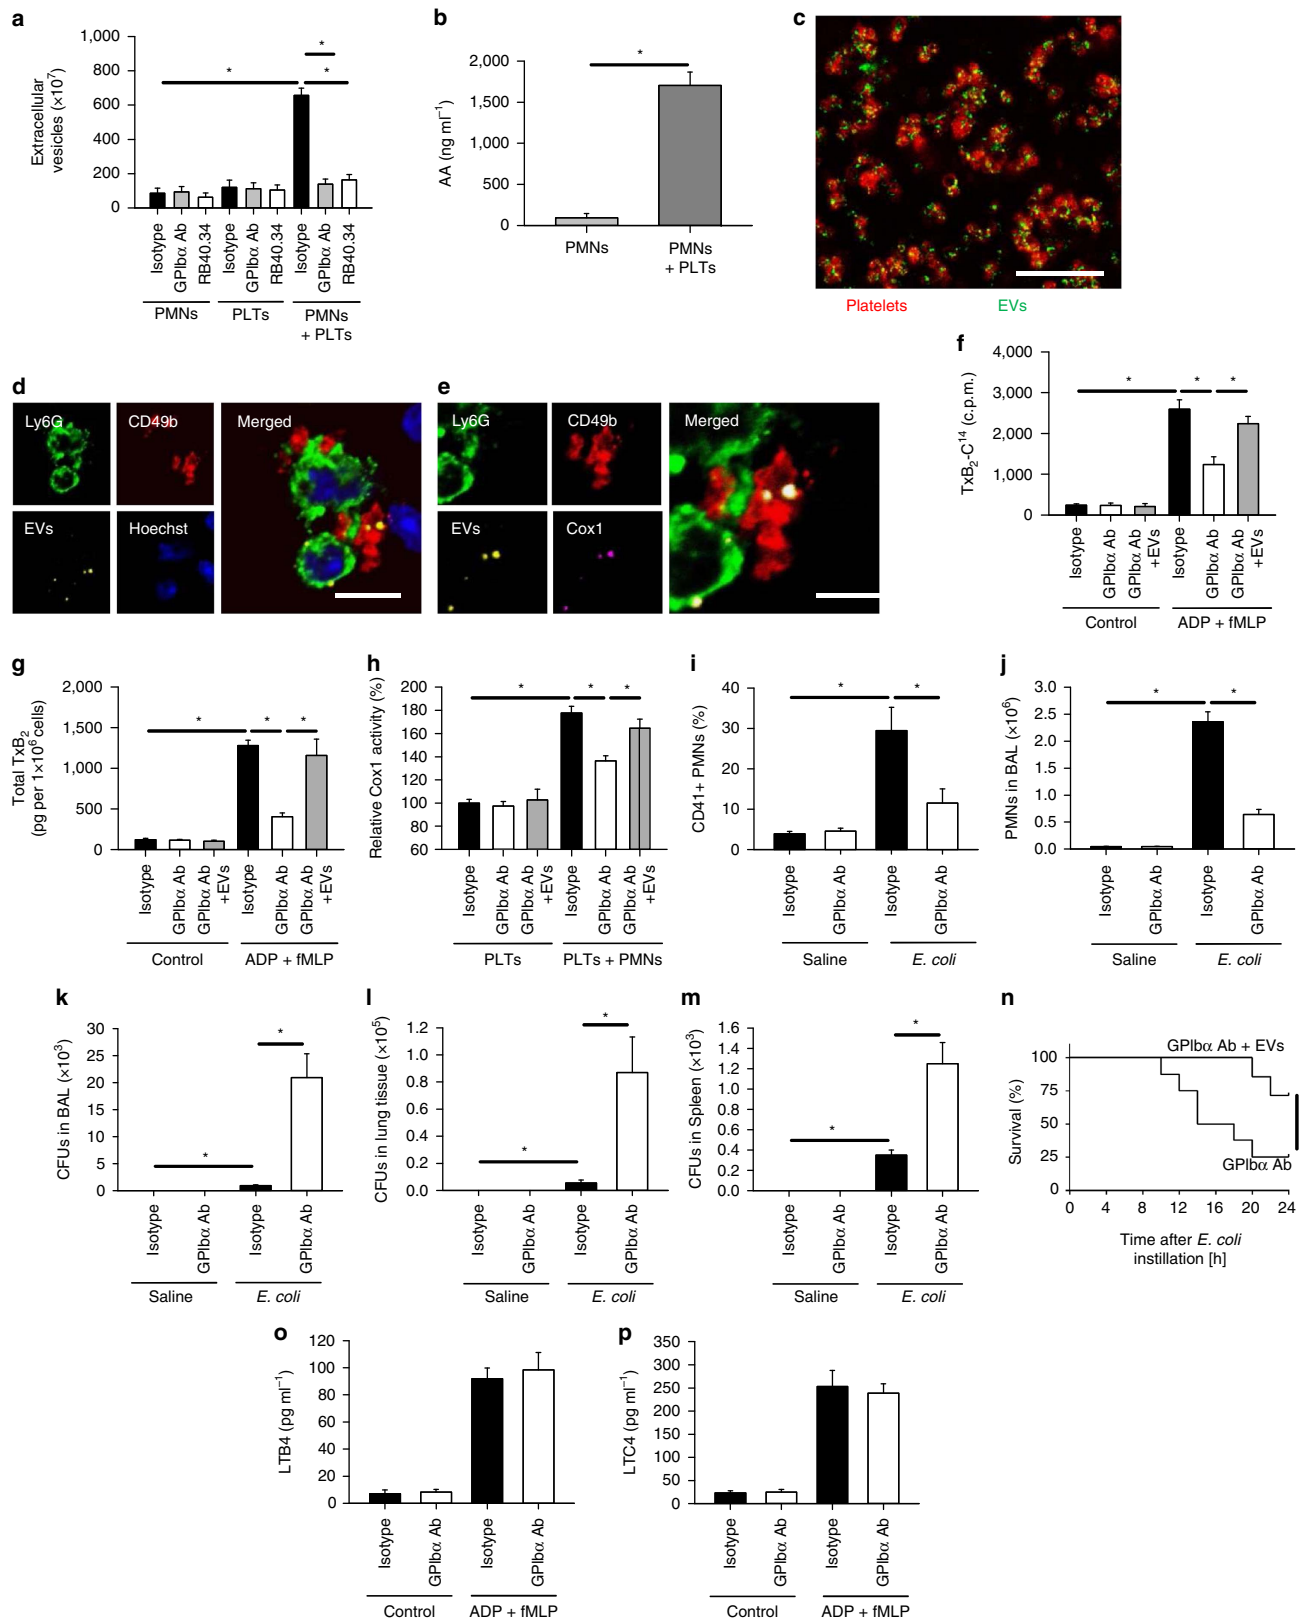 a
Extracellular
vesicles (×10⁷)
1,000
800
600
400
200
0
*
*
*
Isotype
GPIbα Ab
RB40.34
Isotype
GPIbα Ab
RB40.34
Isotype
GPIbα Ab
RB40.34
PMNs
PLTs
PMNs
+ PLTs
b
AA (ng ml⁻¹)
2,000
1,500
1,000
500
0
*
PMNs
PMNs
+ PLTs
c
Platelets
EVs
d
Ly6G
CD49b
Merged
EVs
Hoechst
e
Ly6G
CD49b
Merged
EVs
Cox1
f
TxB₂-C¹⁴ (c.p.m.)
4,000
3,000
2,000
1,000
0
*
*
*
Isotype
GPIbα Ab
GPIbα Ab
+EVs
Isotype
GPIbα Ab
GPIbα Ab
+EVs
Control
ADP + fMLP
g
Total TxB₂
(pg per 1×10⁶ cells)
2,000
1,500
1,000
500
0
*
*
*
Isotype
GPIbα Ab
GPIbα Ab
+EVs
Isotype
GPIbα Ab
GPIbα Ab
+EVs
Control
ADP + fMLP
h
Relative Cox1 activity (%)
200
180
160
140
120
100
80
60
*
*
*
Isotype
GPIbα Ab
GPIbα Ab
+EVs
Isotype
GPIbα Ab
GPIbα Ab
+EVs
PLTs
PLTs + PMNs
i
CD41+ PMNs (%)
40
30
20
10
0
*
*
Isotype
GPIbα Ab
Isotype
GPIbα Ab
Saline
E. coli
j
PMNs in BAL (×10⁶)
3.0
2.5
2.0
1.5
1.0
0.5
0.0
*
*
Isotype
GPIbα Ab
Isotype
GPIbα Ab
Saline
E. coli
k
CFUs in BAL (×10³)
30
25
20
15
10
5
0
*
*
Isotype
GPIbα Ab
Isotype
GPIbα Ab
Saline
E. coli
l
CFUs in lung tissue (×10⁵)
1.2
1.0
0.8
0.6
0.4
0.2
0.0
*
*
Isotype
GPIbα Ab
Isotype
GPIbα Ab
Saline
E. coli
m
CFUs in Spleen (×10³)
1.6
1.4
1.2
1.0
0.8
0.6
0.4
0.2
0.0
*
*
Isotype
GPIbα Ab
Isotype
GPIbα Ab
Saline
E. coli
n
Survival (%)
100
75
50
25
0
GPIbα Ab + EVs
GPIbα Ab
0 4 8 12 16 20 24
Time after E. coli
instillation [h]
o
LTB4 (pg ml⁻¹)
120
100
80
60
40
20
0
Isotype
GPIbα Ab
Isotype
GPIbα Ab
Control
ADP + fMLP
p
LTC4 (pg ml⁻¹)
350
300
250
200
150
100
50
0
Isotype
GPIbα Ab
Isotype
GPIbα Ab
Control
ADP + fMLP